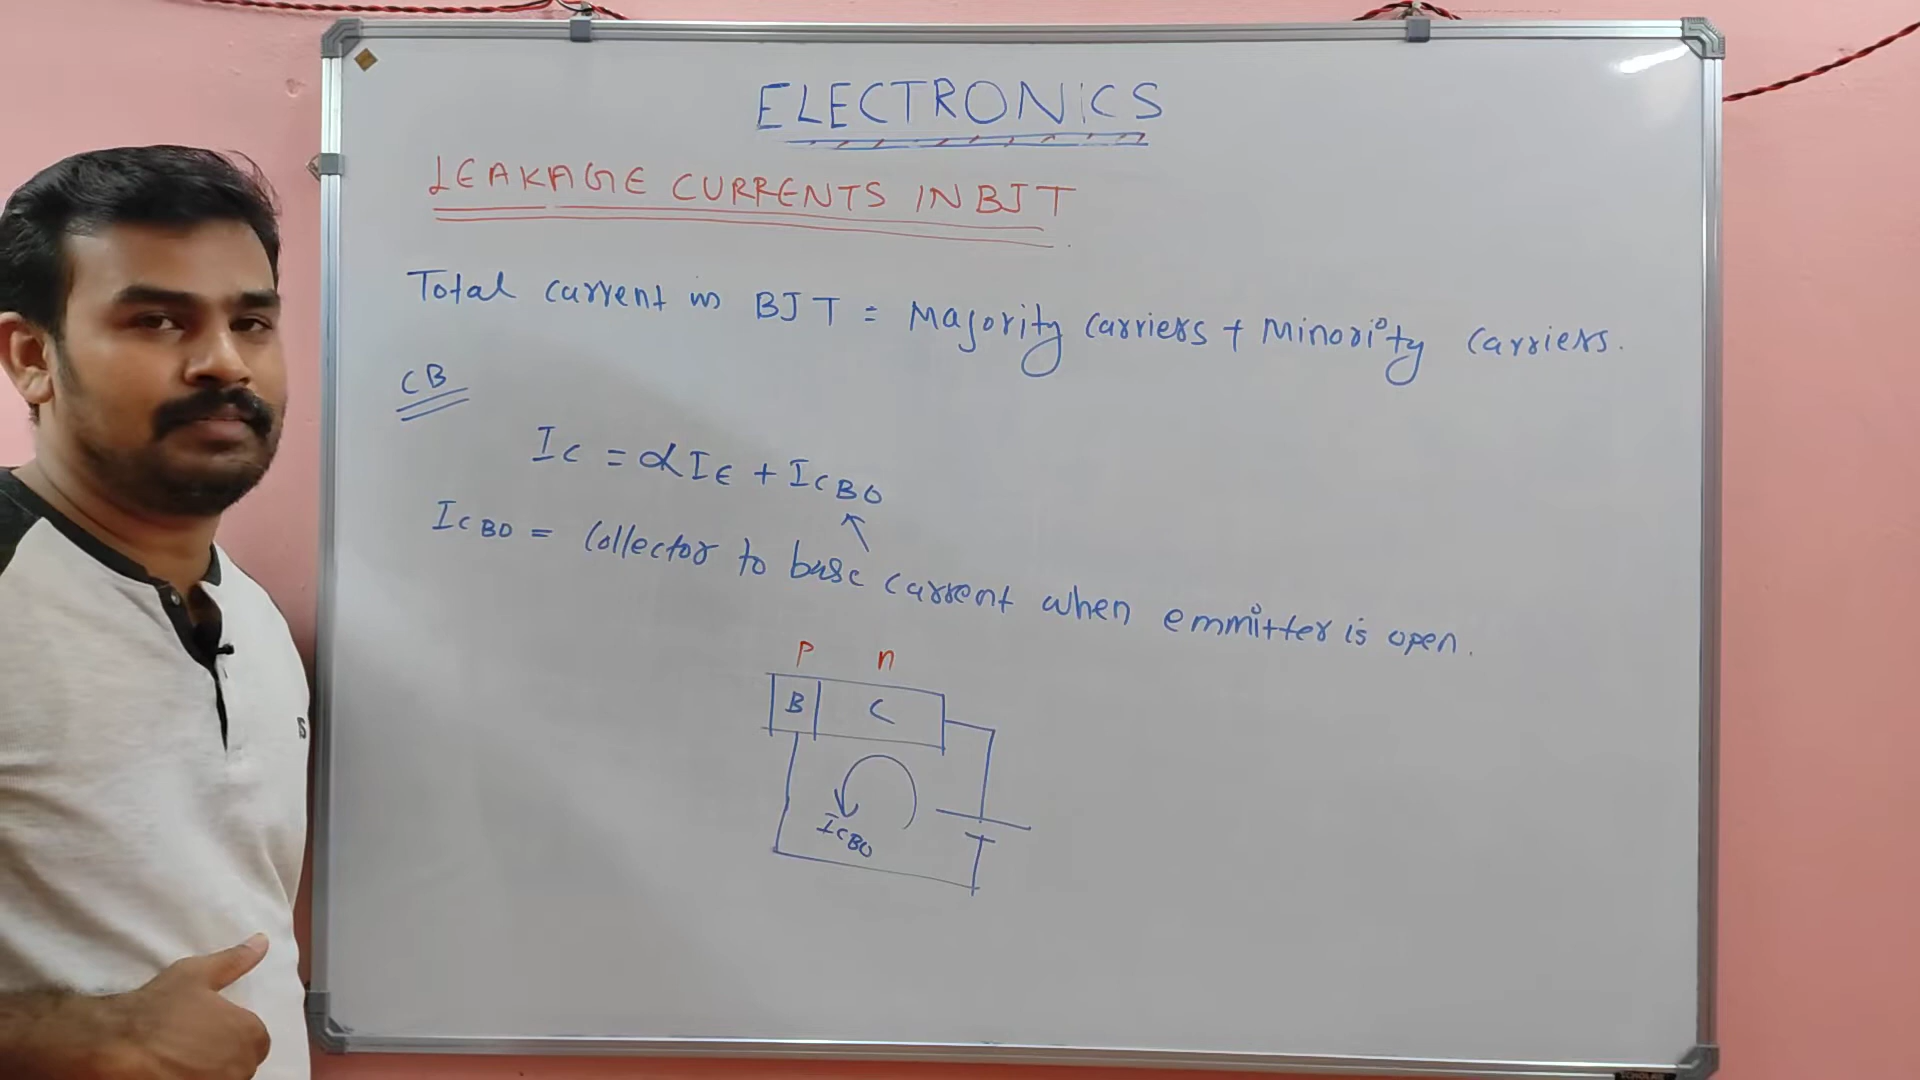 ELECTRONICS
LEAKAGE CURRENTS IN BJT
Total current in BJT = Majority carriers + Minority carriers.
CB
IC = αIE + ICBO
ICBO = Collector to base current when emmitter is open.
P n
B C
ICBO